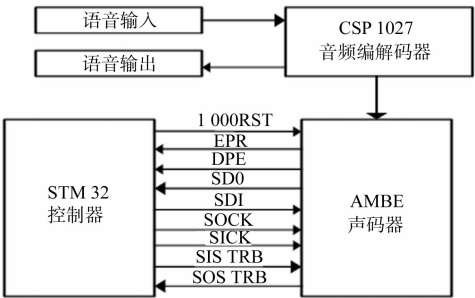 语音输入
语音输出
CSP 1027
音频编解码器
STM 32
控制器
1 000RST
EPR
DPE
SD0
SDI
SOCK
SICK
SIS TRB
SOS TRB
AMBE
声码器